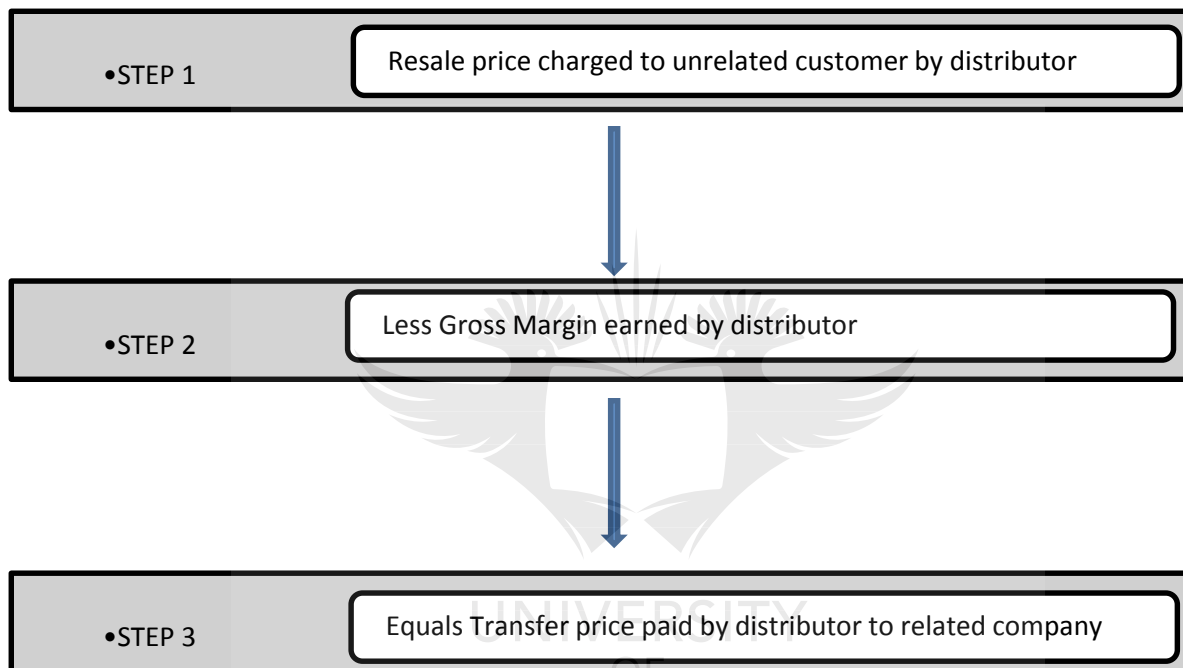 •STEP 1
Resale price charged to unrelated customer by distributor
•STEP 2
Less Gross Margin earned by distributor
•STEP 3
Equals Transfer price paid by distributor to related company
UNIVERSITY
OF